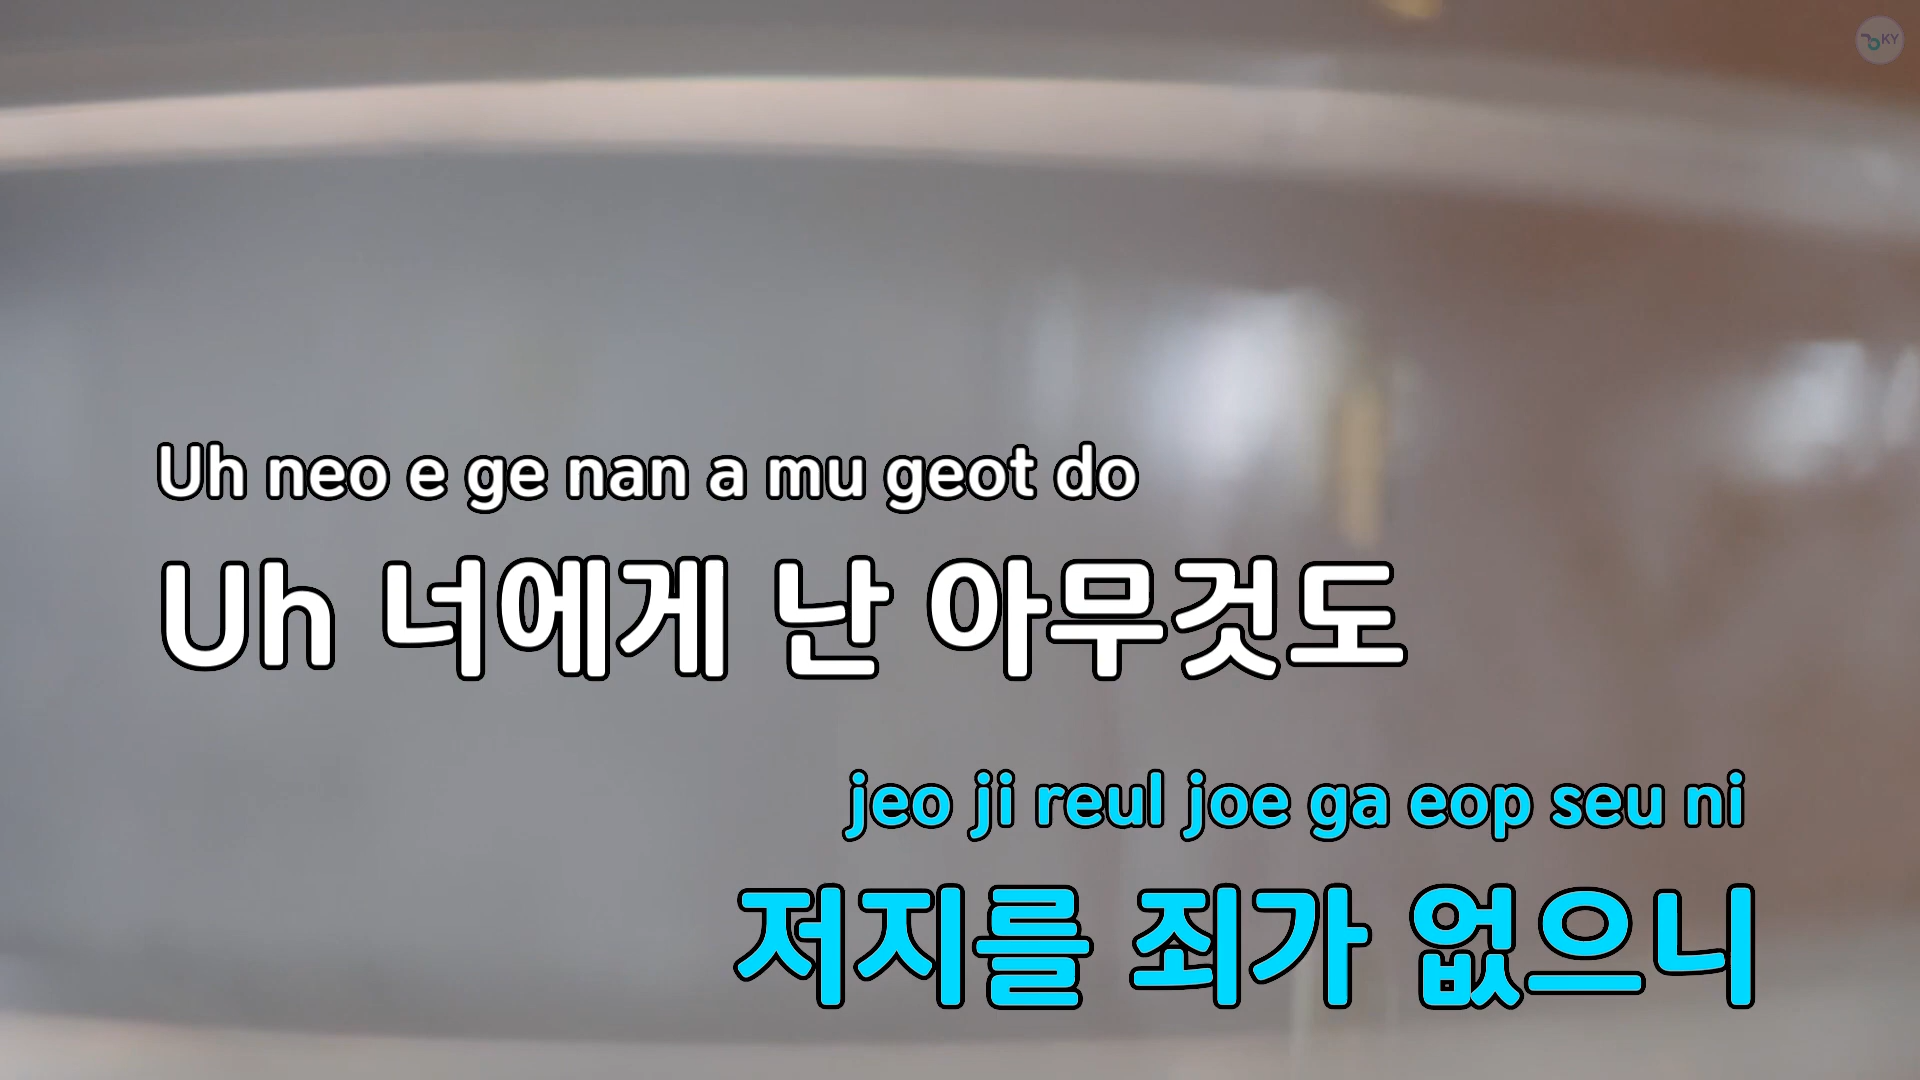 KY
Uh neo e ge nan a mu geot do
Uh 너에게 난 아무것도
jeo ji reul joe ga eop seu ni
저지를 죄가 없으니